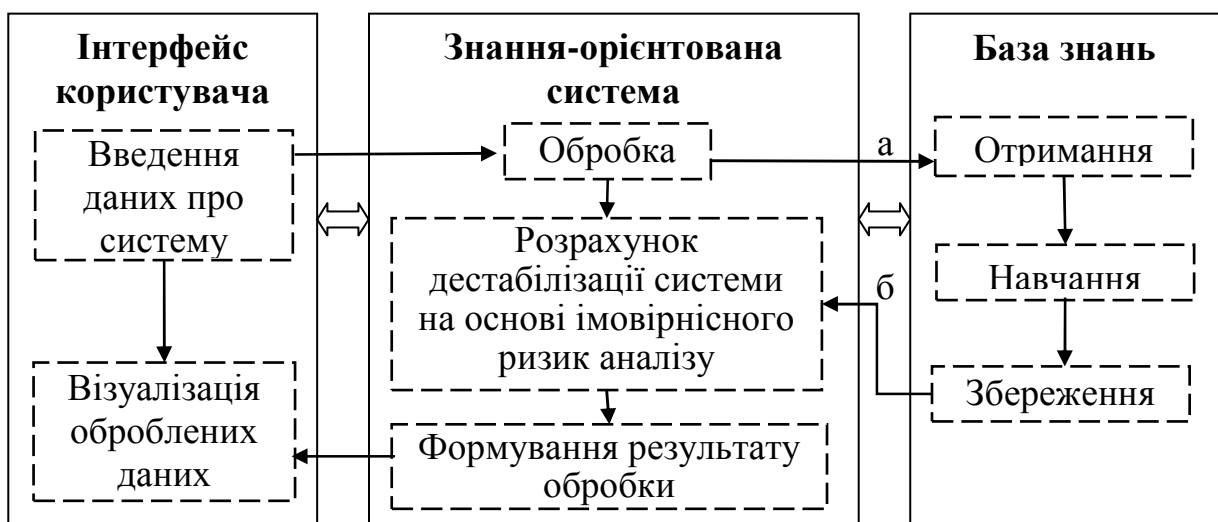 Інтерфейс
користувача
Введення
даних про
систему
Візуалізація
оброблених
даних
Знання-орієнтована
система
Обробка
Розрахунок
дестабілізації системи
на основі імовірнісного
ризик аналізу
Формування результату
обробки
а
б
База знань
Отримання
Навчання
Збереження